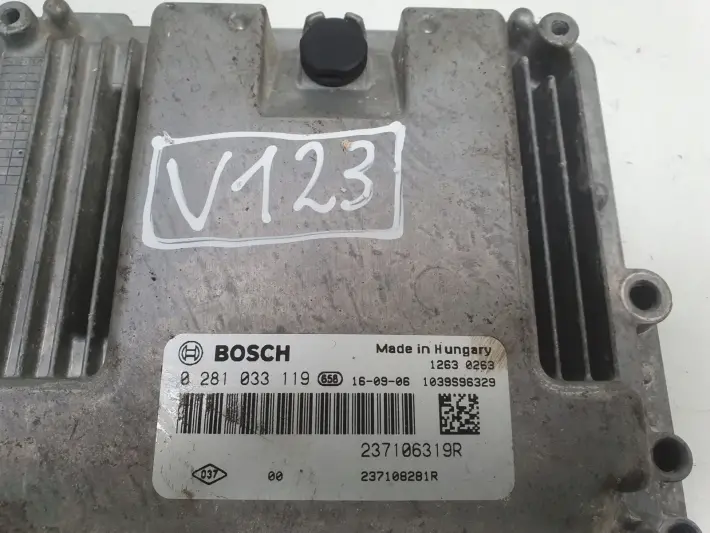 V123
BOSCH
Made in Hungary
1263 0263
0 281 033 119 658 16-09-06 1039S96329
237106319R
037 00 237108281R